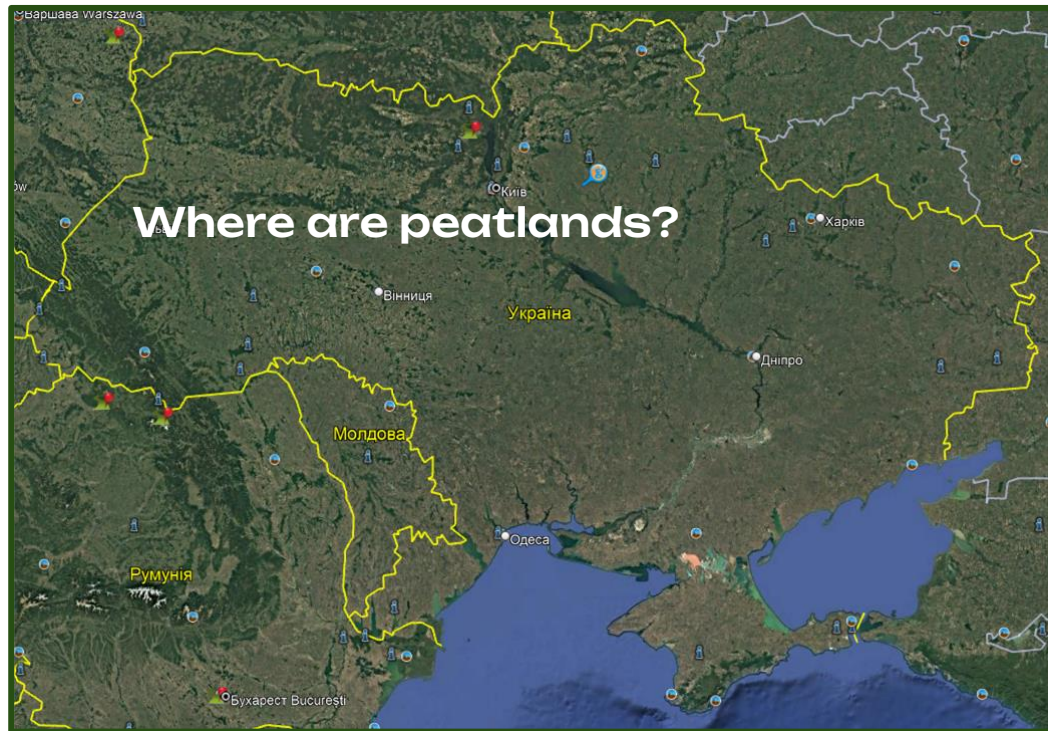 Варшава Warszawa
Київ
Where are peatlands?
Харків
Вінниця
Україна
Дніпро
Молдова
Одеса
Румунія
Бухарест București